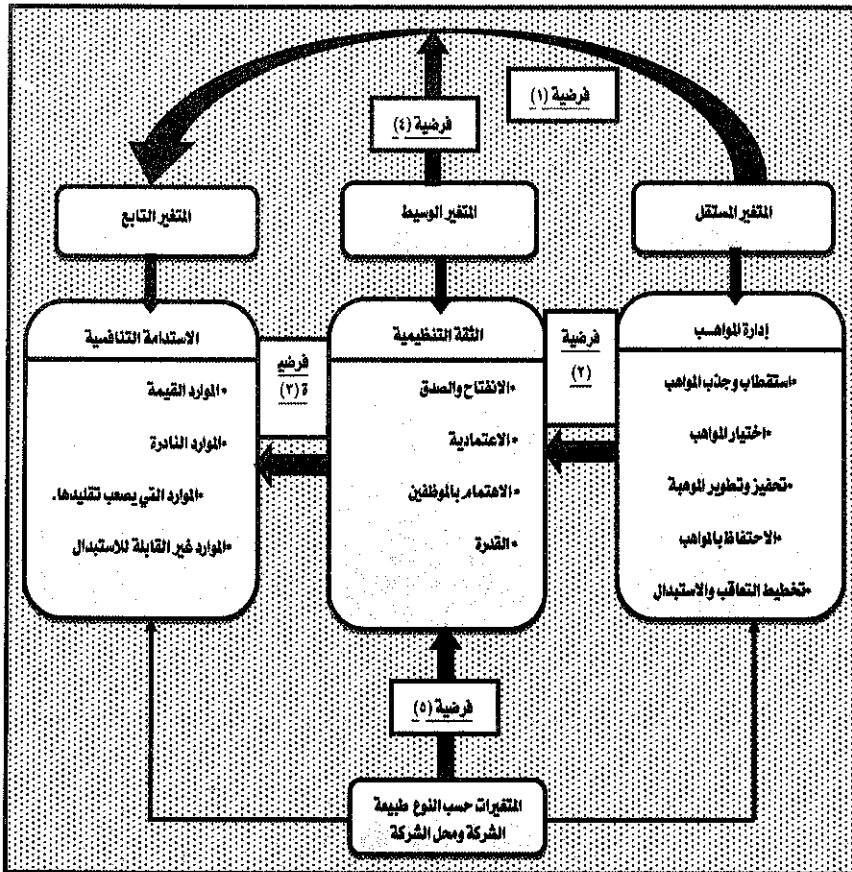 فرضية (١)
فرضية (٤)
المتغير المستقل
المتغير الوسيط
المتغير التابع
إدارة المواهب
•استقطاب وجذب المواهب
•اختيار المواهب
•تحفيز وتطوير الموهبة
•الاحتفاظ بالمواهب
•تخطيط التعاقب والاستبدال
فرضية
(٢)
الثقة التنظيمية
•الانفتاح والصدق
•الاعتمادية
•الاهتمام بالموظفين
•القدرة
فرضي
ة (٣)
الاستدامة التنافسية
•الموارد القيمة
•الموارد النادرة
•الموارد التي يصعب تقليدها.
•الموارد غير القابلة للاستبدال
فرضية (٥)
المتغيرات حسب النوع طبيعة
الشركة ومحل الشركة